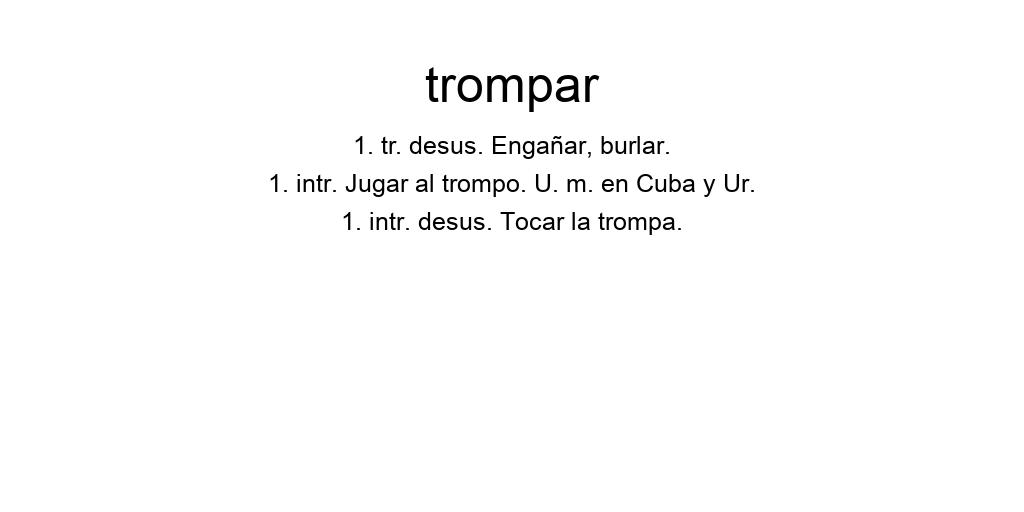 trompar
1. tr. desus. Engañar, burlar.
1. intr. Jugar al trompo. U. m. en Cuba y Ur.
1. intr. desus. Tocar la trompa.